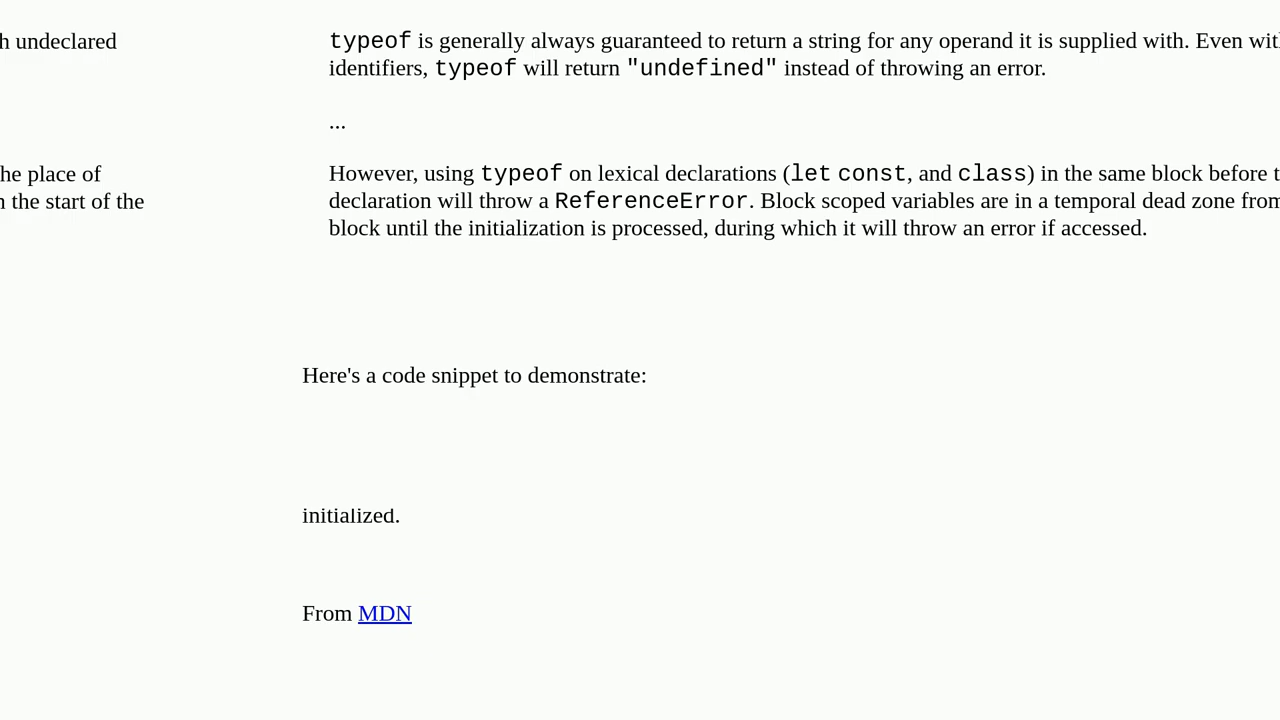 h undeclared
typeof is generally always guaranteed to return a string for any operand it is supplied with. Even
identifiers, typeof will return "undefined" instead of throwing an error.
...
he place of
However, using typeof on lexical declarations (let const, and class) in the same block before
n the start of the
declaration will throw a ReferenceError. Block scoped variables are in a temporal dead zone from
block until the initialization is processed, during which it will throw an error if accessed.
Here's a code snippet to demonstrate:
initialized.
From MDN